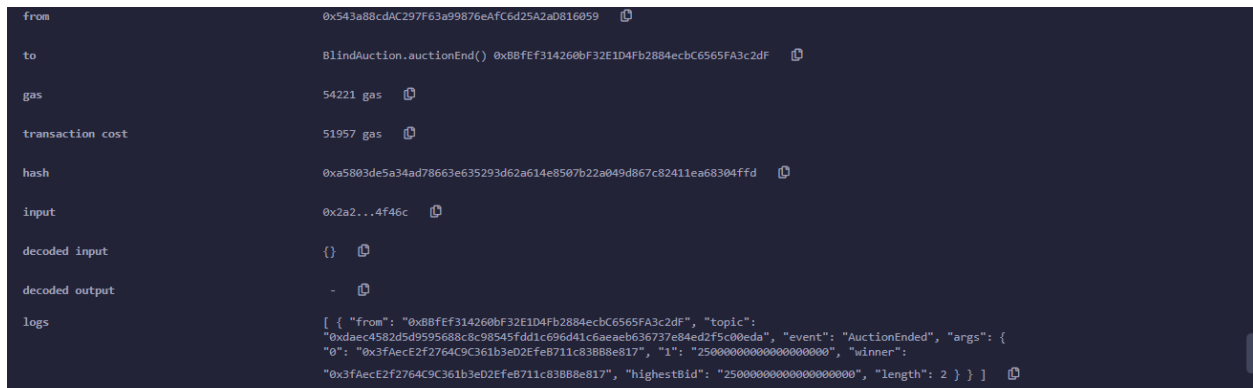 from 0x543a88cdAC297F63a99876eAfC6d25A2aD816059
to BlindAuction.auctionEnd() 0xBBfEf314260bF32E1D4Fb2884ecbC6565FA3c2dF
gas 54221 gas
transaction cost 51957 gas
hash 0xa5803de5a34ad78663e635293d62a614e8507b22a049d867c82411ea68304ffd
input 0x2a2...4f46c
decoded input {}
decoded output -
logs [ { "from": "0xBBfEf314260bF32E1D4Fb2884ecbC6565FA3c2dF", "topic":
"0xdaec4582d5d9595688c8c98545fdd1c696d41c6aeaeb636737e84ed2f5c00eda", "event": "AuctionEnded", "args": {
"0": "0x3fAecE2f2764C9C361b3eD2EfeB711c83BB8e817", "1": "25000000000000000000", "winner":
"0x3fAecE2f2764C9C361b3eD2EfeB711c83BB8e817", "highestBid": "25000000000000000000", "length": 2 } } ]